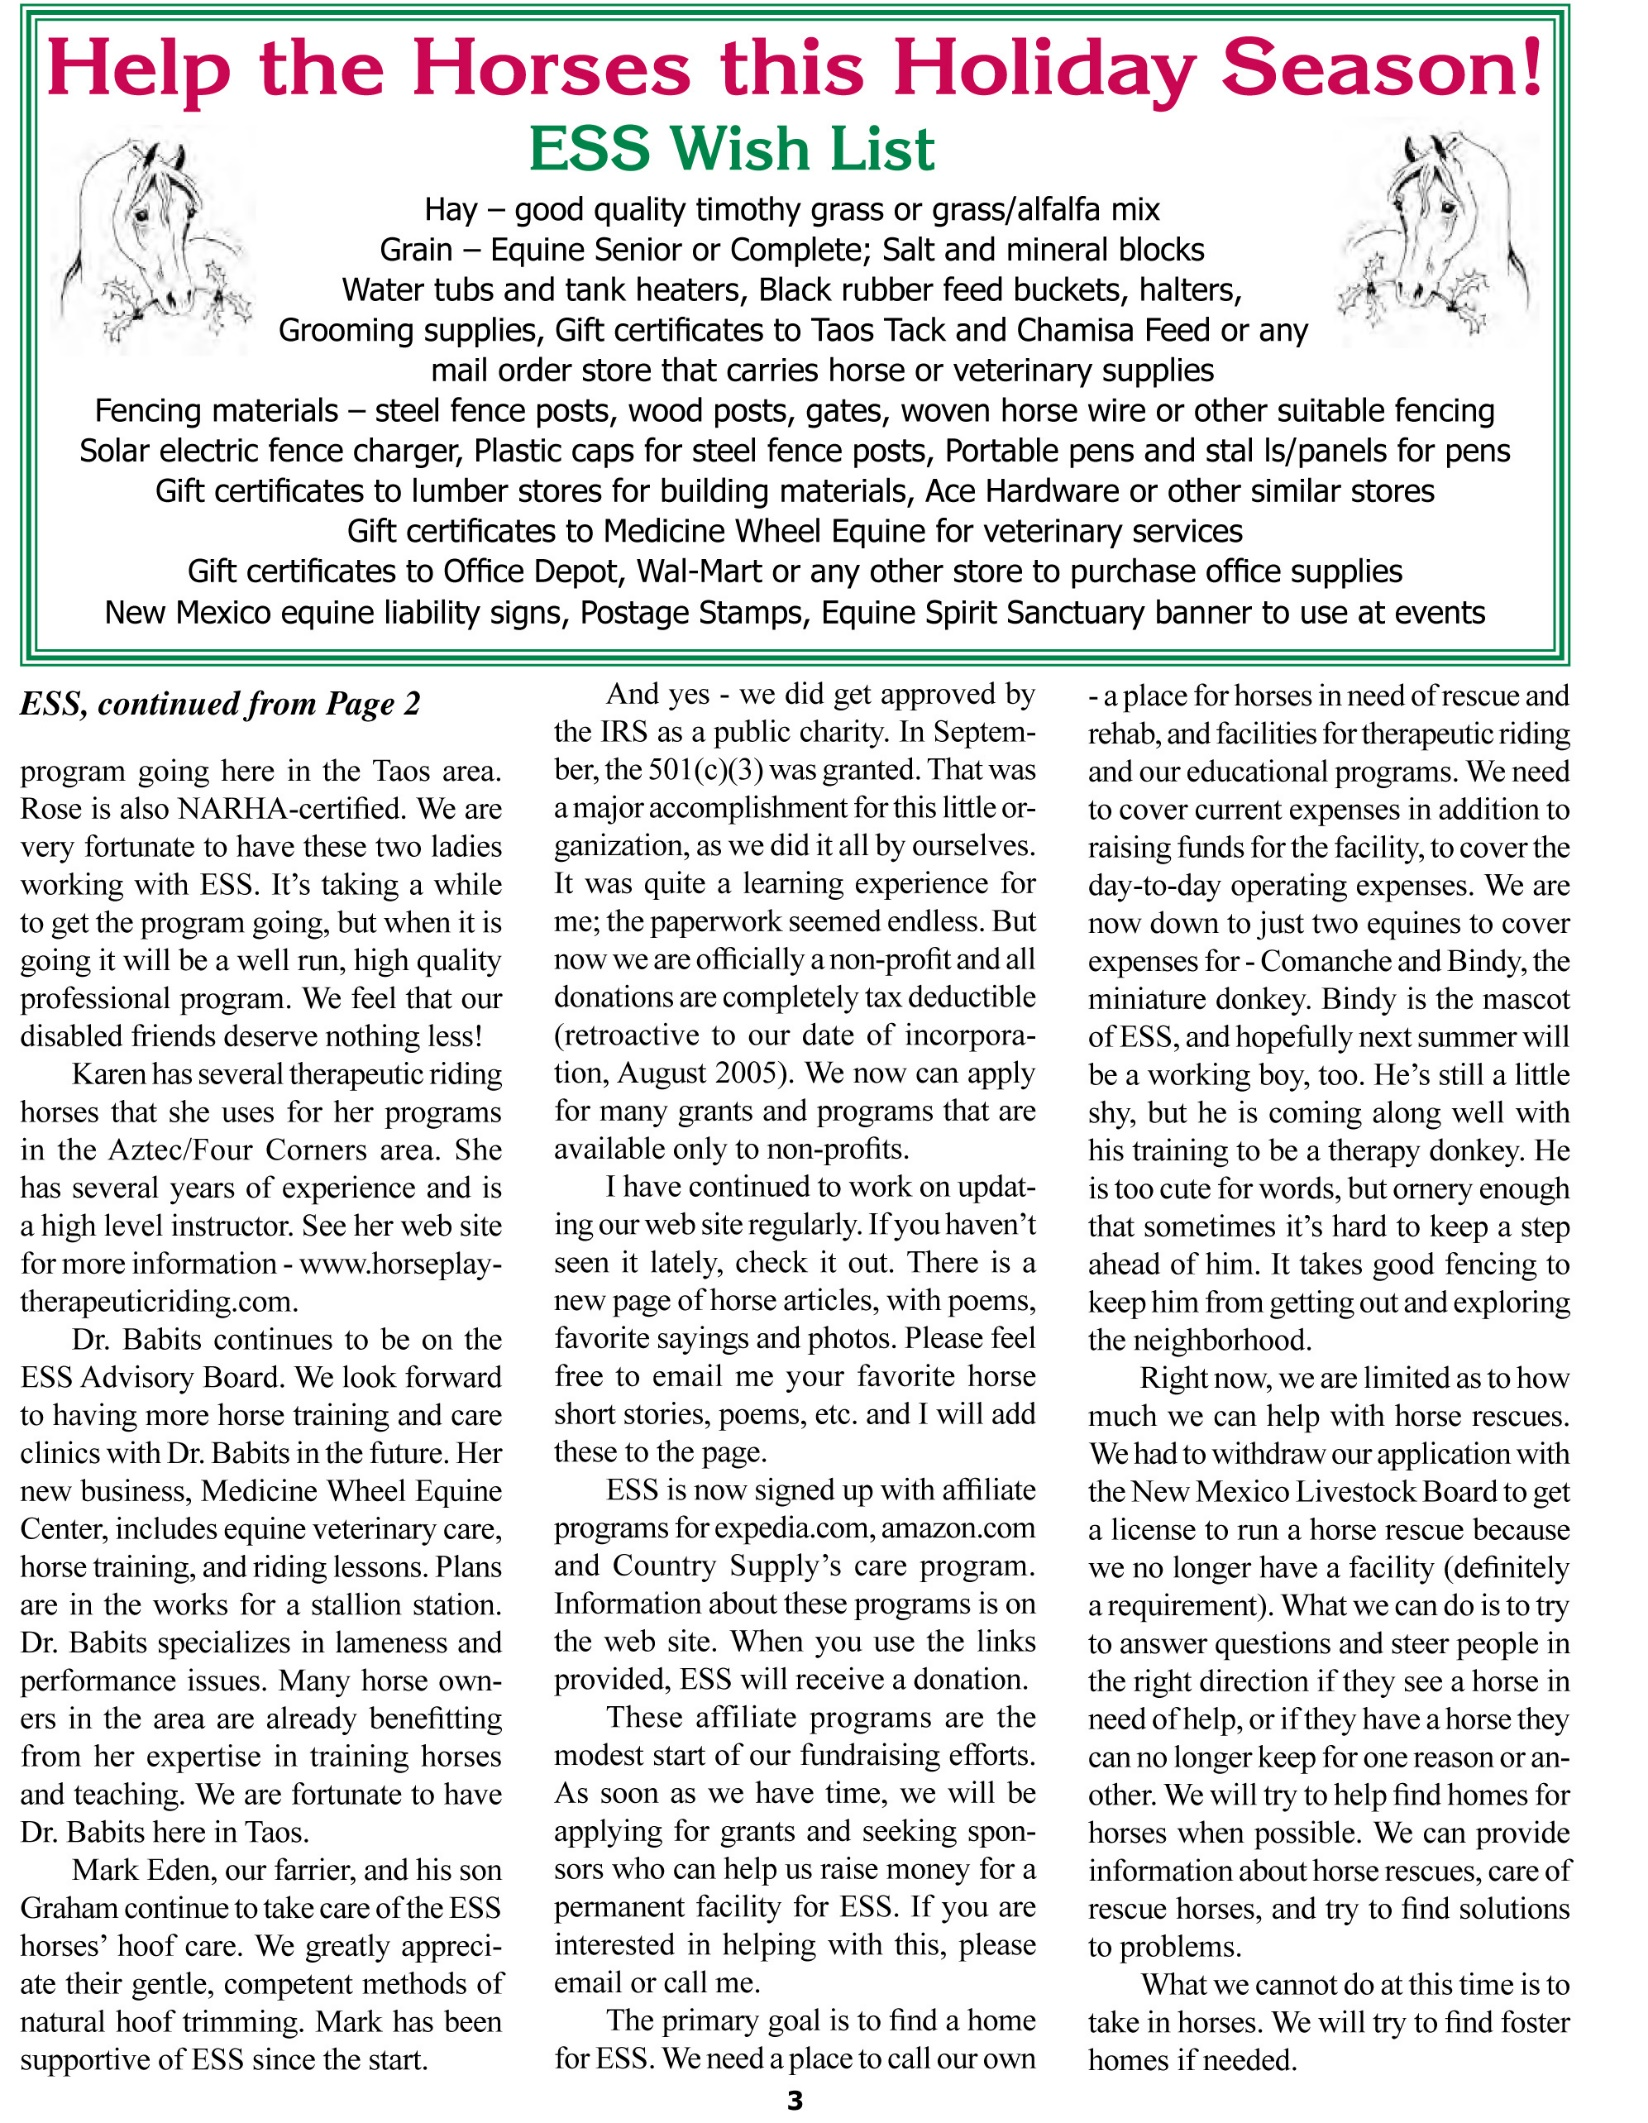 Help the Horses this Holiday Season!
ESS Wish List
Hay – good quality timothy grass or grass/alfalfa mix
Grain – Equine Senior or Complete; Salt and mineral blocks
Water tubs and tank heaters, Black rubber feed buckets, halters,
Grooming supplies, Gift certificates to Taos Tack and Chamisa Feed or any
mail order store that carries horse or veterinary supplies
Fencing materials – steel fence posts, wood posts, gates, woven horse wire or other suitable fencing
Solar electric fence charger, Plastic caps for steel fence posts, Portable pens and stal ls/panels for pens
Gift certificates to lumber stores for building materials, Ace Hardware or other similar stores
Gift certificates to Medicine Wheel Equine for veterinary services
Gift certificates to Office Depot, Wal-Mart or any other store to purchase office supplies
New Mexico equine liability signs, Postage Stamps, Equine Spirit Sanctuary banner to use at events
ESS, continued from Page 2
program going here in the Taos area.
Rose is also NARHA-certified. We are
very fortunate to have these two ladies
working with ESS. It’s taking a while
to get the program going, but when it is
going it will be a well run, high quality
professional program. We feel that our
disabled friends deserve nothing less!
Karen has several therapeutic riding
horses that she uses for her programs
in the Aztec/Four Corners area. She
has several years of experience and is
a high level instructor. See her web site
for more information - www.horseplay-
therapeuticriding.com.
Dr. Babits continues to be on the
ESS Advisory Board. We look forward
to having more horse training and care
clinics with Dr. Babits in the future. Her
new business, Medicine Wheel Equine
Center, includes equine veterinary care,
horse training, and riding lessons. Plans
are in the works for a stallion station.
Dr. Babits specializes in lameness and
performance issues. Many horse own-
ers in the area are already benefitting
from her expertise in training horses
and teaching. We are fortunate to have
Dr. Babits here in Taos.
Mark Eden, our farrier, and his son
Graham continue to take care of the ESS
horses’ hoof care. We greatly appreci-
ate their gentle, competent methods of
natural hoof trimming. Mark has been
supportive of ESS since the start.
And yes - we did get approved by
the IRS as a public charity. In Septem-
ber, the 501(c)(3) was granted. That was
a major accomplishment for this little or-
ganization, as we did it all by ourselves.
It was quite a learning experience for
me; the paperwork seemed endless. But
now we are officially a non-profit and all
donations are completely tax deductible
(retroactive to our date of incorpora-
tion, August 2005). We now can apply
for many grants and programs that are
available only to non-profits.
I have continued to work on updat-
ing our web site regularly. If you haven’t
seen it lately, check it out. There is a
new page of horse articles, with poems,
favorite sayings and photos. Please feel
free to email me your favorite horse
short stories, poems, etc. and I will add
these to the page.
ESS is now signed up with affiliate
programs for expedia.com, amazon.com
and Country Supply’s care program.
Information about these programs is on
the web site. When you use the links
provided, ESS will receive a donation.
These affiliate programs are the
modest start of our fundraising efforts.
As soon as we have time, we will be
applying for grants and seeking spon-
sors who can help us raise money for a
permanent facility for ESS. If you are
interested in helping with this, please
email or call me.
The primary goal is to find a home
for ESS. We need a place to call our own
- a place for horses in need of rescue and
rehab, and facilities for therapeutic riding
and our educational programs. We need
to cover current expenses in addition to
raising funds for the facility, to cover the
day-to-day operating expenses. We are
now down to just two equines to cover
expenses for - Comanche and Bindy, the
miniature donkey. Bindy is the mascot
of ESS, and hopefully next summer will
be a working boy, too. He’s still a little
shy, but he is coming along well with
his training to be a therapy donkey. He
is too cute for words, but ornery enough
that sometimes it’s hard to keep a step
ahead of him. It takes good fencing to
keep him from getting out and exploring
the neighborhood.
Right now, we are limited as to how
much we can help with horse rescues.
We had to withdraw our application with
the New Mexico Livestock Board to get
a license to run a horse rescue because
we no longer have a facility (definitely
a requirement). What we can do is to try
to answer questions and steer people in
the right direction if they see a horse in
need of help, or if they have a horse they
can no longer keep for one reason or an-
other. We will try to help find homes for
horses when possible. We can provide
information about horse rescues, care of
rescue horses, and try to find solutions
to problems.
What we cannot do at this time is to
take in horses. We will try to find foster
homes if needed.
3